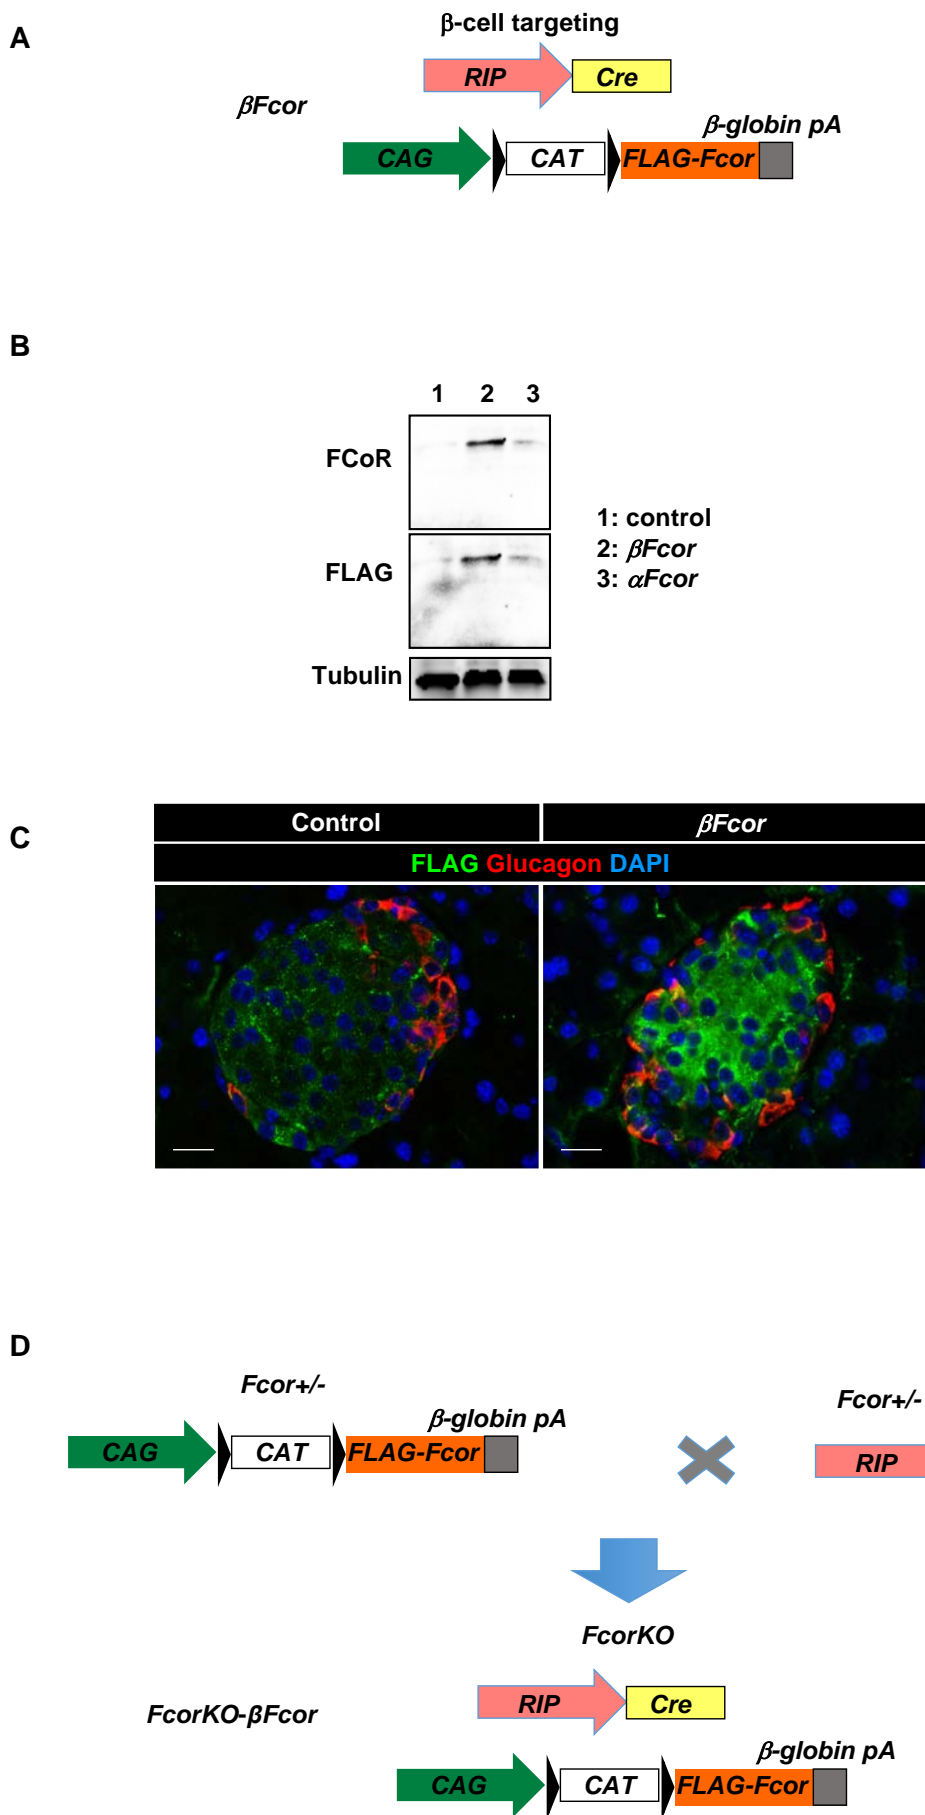 A
β-cell targeting
RIP
Cre
βFcor
β-globin pA
CAG
CAT
FLAG-Fcor
B
1 2 3
FCoR
FLAG
Tubulin
1: control
2: βFcor
3: αFcor
C
Control
βFcor
FLAG Glucagon DAPI
D
Fcor+/-
Fcor+/-
β-globin pA
CAG
CAT
FLAG-Fcor
RIP
FcorKO
RIP
Cre
FcorKO-βFcor
β-globin pA
CAG
CAT
FLAG-Fcor